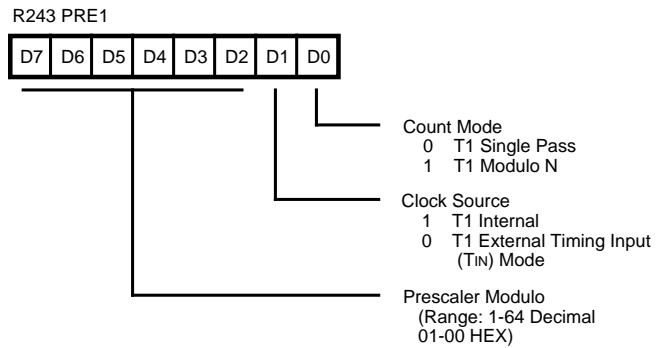 R243 PRE1
D7 D6 D5 D4 D3 D2 D1 D0
Count Mode
0 T1 Single Pass
1 T1 Modulo N
Clock Source
1 T1 Internal
0 T1 External Timing Input
(TIN) Mode
Prescaler Modulo
(Range: 1-64 Decimal
01-00 HEX)